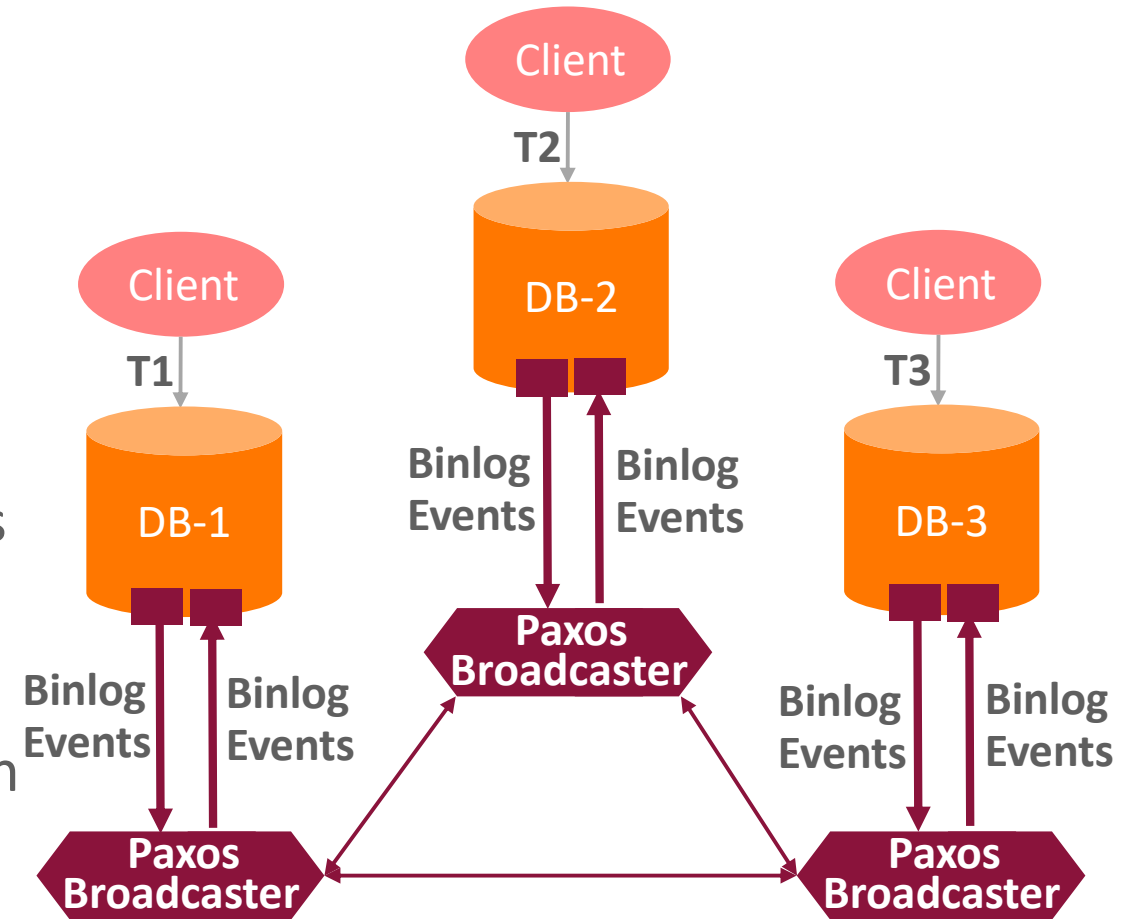 Client
T2
DB-2
Binlog
Events
Binlog
Events
Paxos
Broadcaster
Client
T1
DB-1
Binlog
Events
Binlog
Events
Paxos
Broadcaster
Client
T3
DB-3
Binlog
Events
Binlog
Events
Paxos
Broadcaster